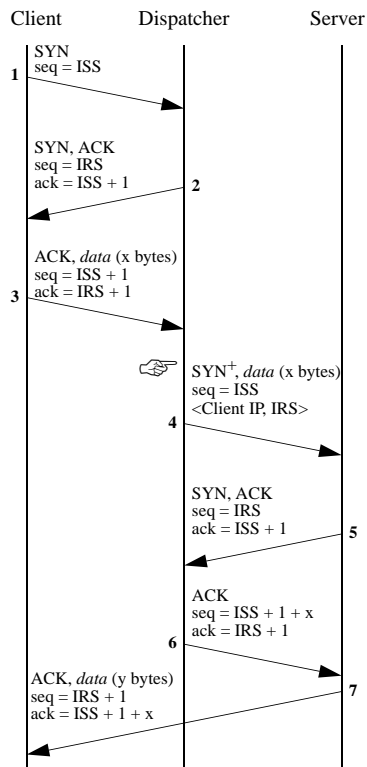 Client Dispatcher Server
SYN
seq = ISS
1
SYN, ACK
seq = IRS
ack = ISS + 1
2
ACK, data (x bytes)
seq = ISS + 1
ack = IRS + 1
3
SYN+, data (x bytes)
seq = ISS
<Client IP, IRS>
4
SYN, ACK
seq = IRS
ack = ISS + 1
5
ACK
seq = ISS + 1 + x
ack = IRS + 1
6
ACK, data (y bytes)
seq = IRS + 1
ack = ISS + 1 + x
7